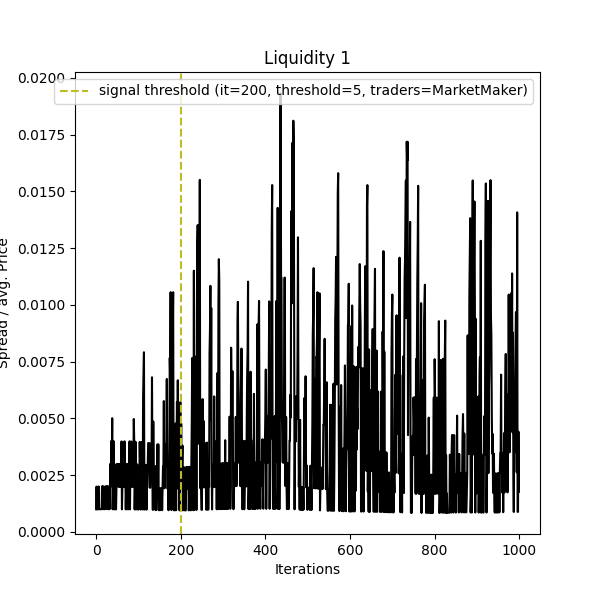 Liquidity 1
signal threshold (it=200, threshold=5, traders=MarketMaker)
0.0200
0.0175
0.0150
0.0125
0.0100
0.0075
0.0050
0.0025
0.0000
Spread / avg. Price
0 200 400 600 800 1000
Iterations